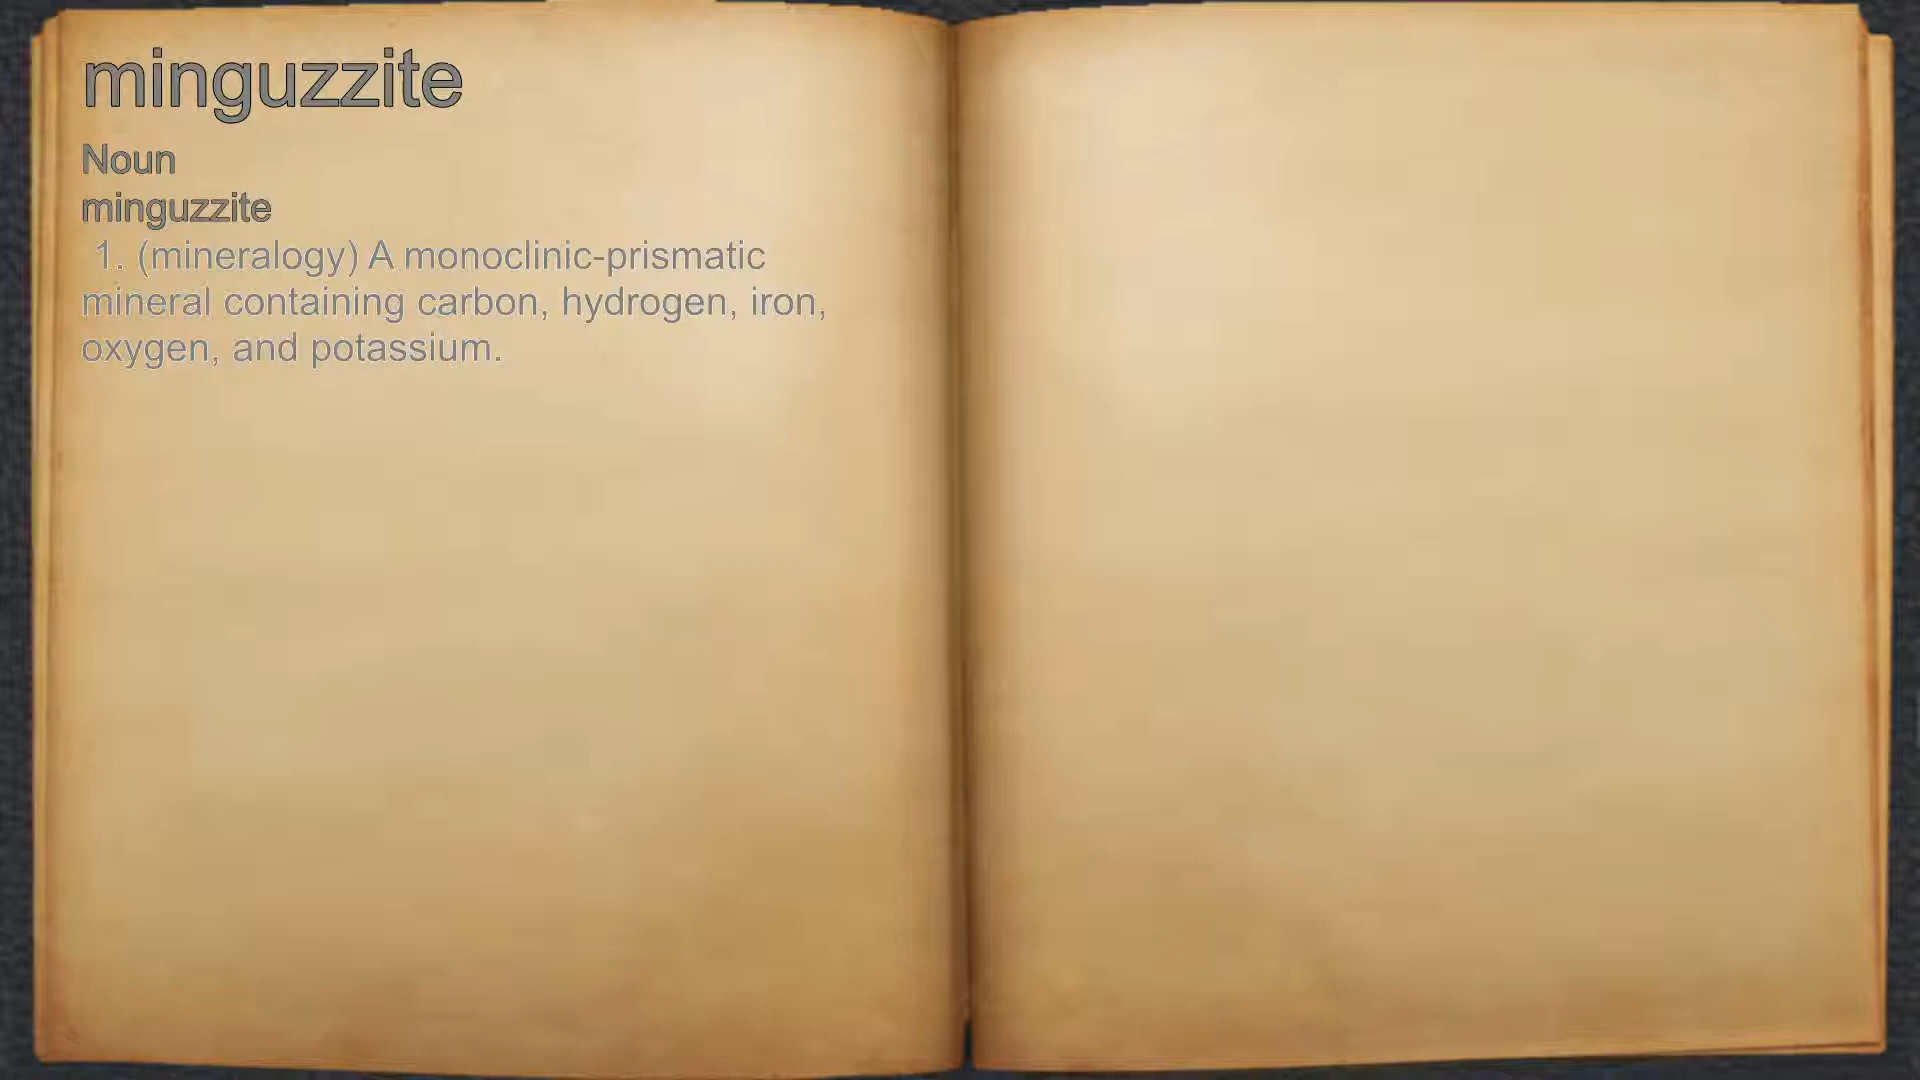 minguzzite
Noun
minguzzite
1. (mineralogy) A monoclinic-prismatic
mineral containing carbon, hydrogen, iron,
oxygen, and potassium.